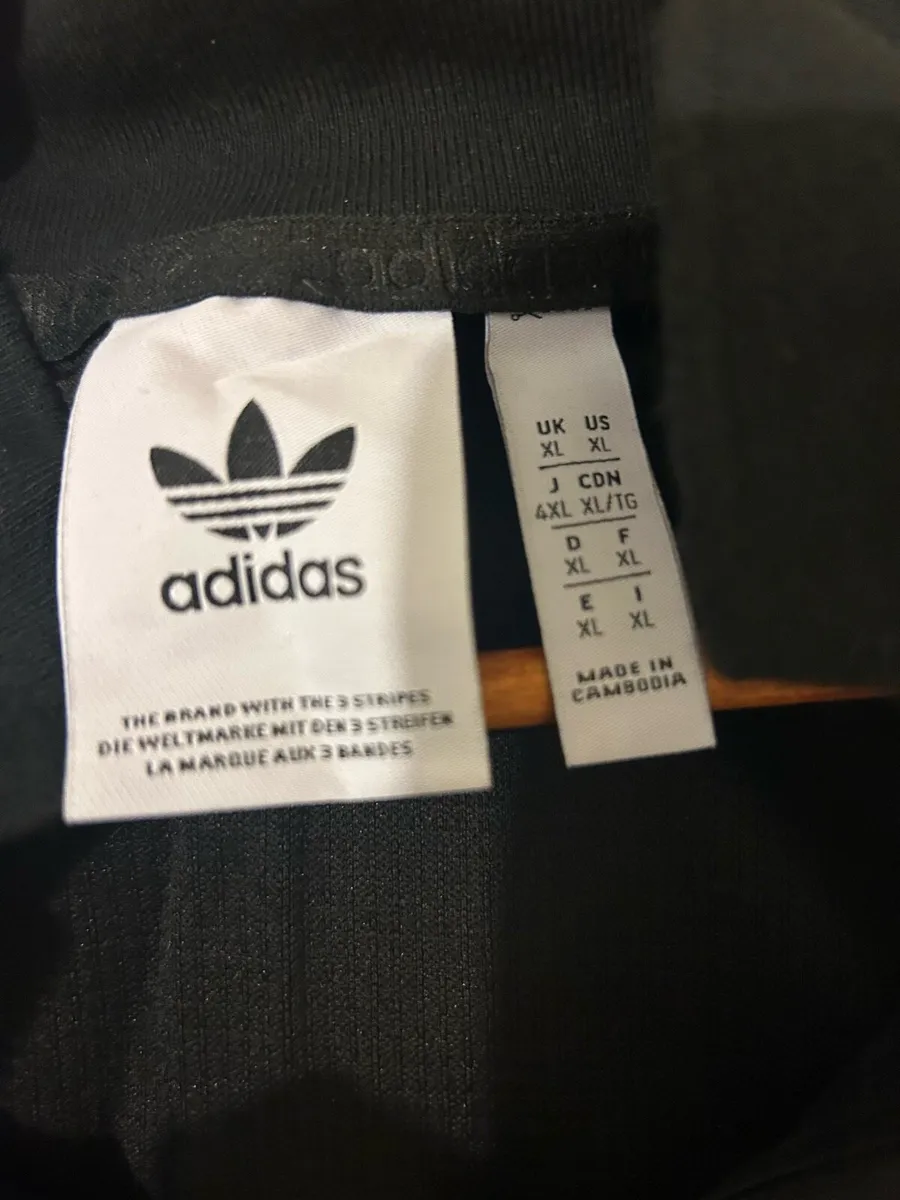 adidas
adidas
THE BRAND WITH THE 3 STRIPES
DIE WELTMARKE MIT DEN 3 STREIFEN
LA MARQUE AUX 3 BANDES
UK US
XL XL
J CDN
4XL XL/TG
D F
XL XL
E I
XL XL
MADE IN
CAMBODIA